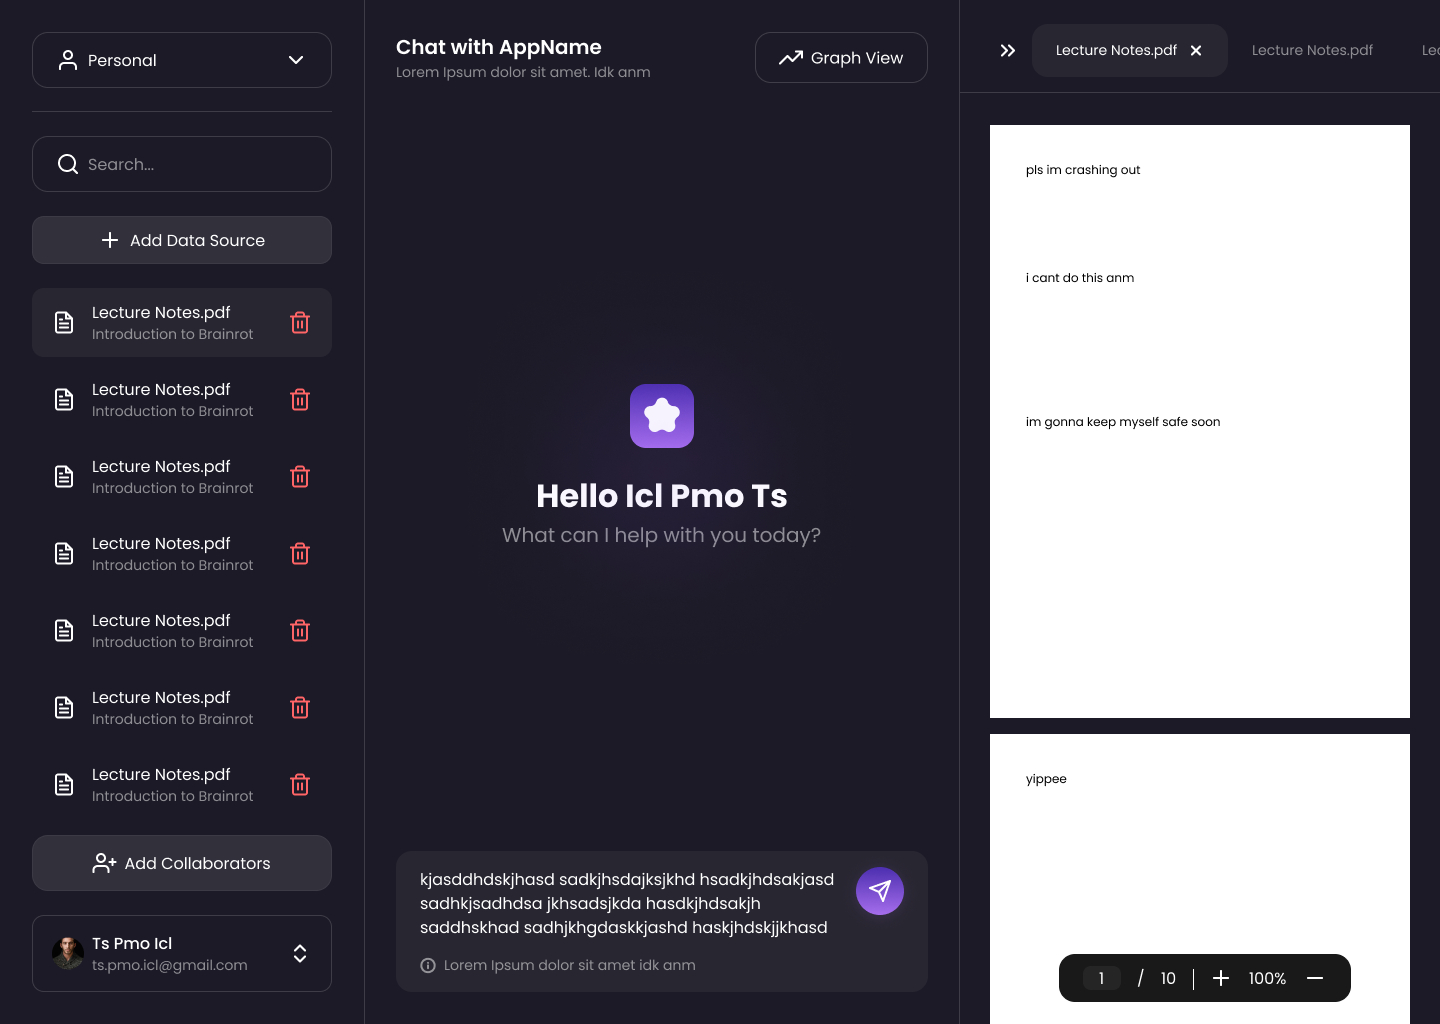 Personal
Search...
Add Data Source
Lecture Notes.pdf
Introduction to Brainrot
Lecture Notes.pdf
Introduction to Brainrot
Lecture Notes.pdf
Introduction to Brainrot
Lecture Notes.pdf
Introduction to Brainrot
Lecture Notes.pdf
Introduction to Brainrot
Lecture Notes.pdf
Introduction to Brainrot
Lecture Notes.pdf
Introduction to Brainrot
Add Collaborators
Ts Pmo Icl
ts.pmo.icl@gmail.com
Chat with AppName
Lorem Ipsum dolor sit amet. Idk anm
Graph View
Hello Icl Pmo Ts
What can I help with you today?
kjasddhdskjhasd sadkjhsdajksjkhd hsadkjhdsakjasd
sadhkjsadhdsa jkhsadsjkda hasdkjhdsakjh
saddhskhad sadhjkhgdaskkjashd haskjhdskjjkhasd
Lorem Ipsum dolor sit amet idk anm
Lecture Notes.pdf
Lecture Notes.pdf
pls im crashing out
i cant do this anm
im gonna keep myself safe soon
yippee
1 / 10 100%